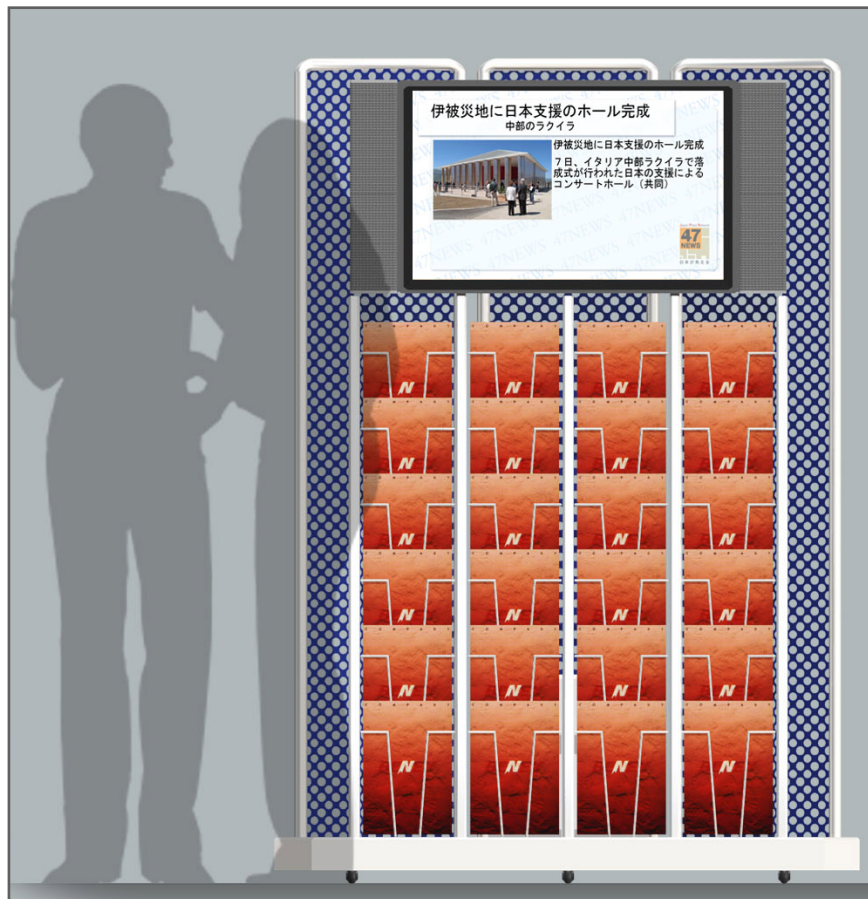 伊被災地に日本支援のホール完成
中部のラクイラ
伊被災地に日本支援のホール完成
7日、イタリア中部ラクイラで落
成式が行われた日本の支援による
コンサートホール（共同）
47
NEWS
47NEWS
N